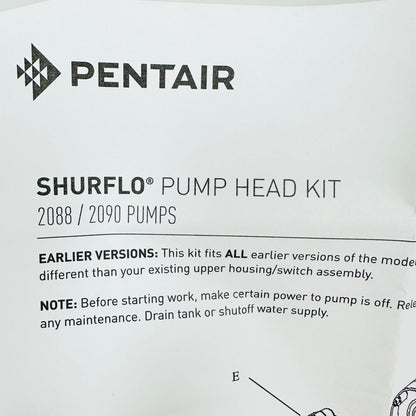 PENTAIR
SHURFLO® PUMP HEAD KIT
2088 / 2090 PUMPS
EARLIER VERSIONS: This kit fits ALL earlier versions of the
different than your existing upper housing/switch assembly.
NOTE: Before starting work, make certain power to pump is off.
any maintenance. Drain tank or shutoff water supply.
E